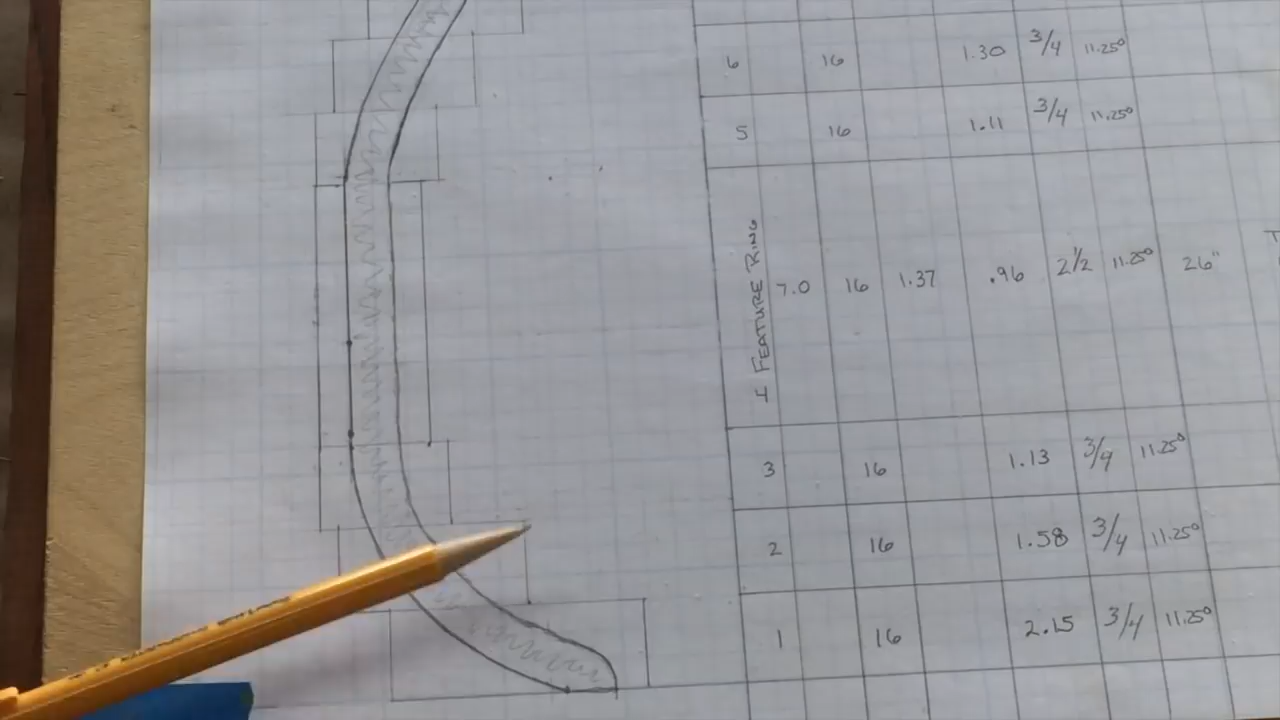 6 16 1.30 3/4 11.25°
5 16 1.11 3/4 11.25°
4 FEATURE RING 7.0 16 1.37 .96 2 1/2 11.25° 26"
3 16 1.13 3/4 11.25°
2 16 1.58 3/4 11.25°
1 16 2.15 3/4 11.25°